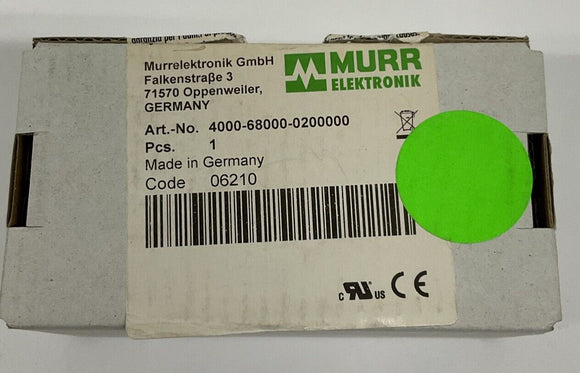 Murrelektronik GmbH
Falkenstraße 3
71570 Oppenweiler,
GERMANY
MURR
ELEKTRONIK
Art.-No. 4000-68000-0200000
Pcs. 1
Made in Germany
Code 06210
C US CE